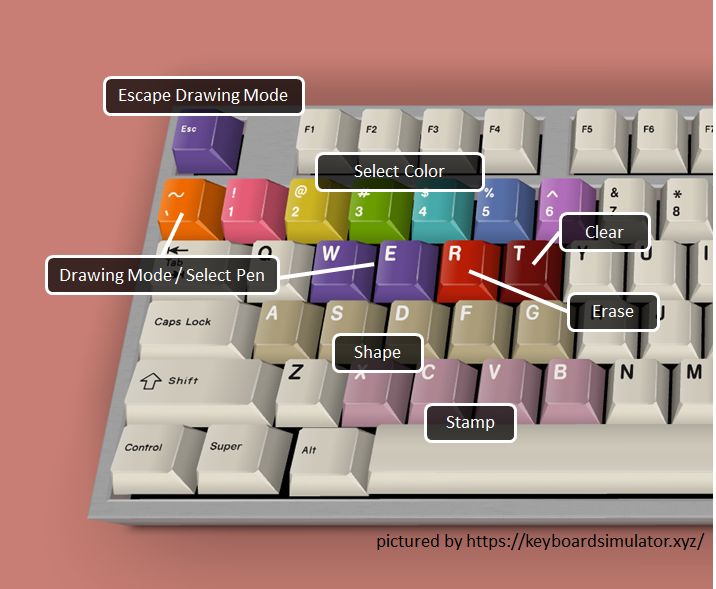 Escape Drawing Mode
Esc
F1 F2 F3 F4 F5 F6 F7
Select Color
~ ! @ # $ % ^ & *
` 1 2 3 4 5 6 7 8
Clear
Tab Q W E R T Y U I
Drawing Mode / Select Pen
Erase
Caps Lock A S D F G J
Shape
Shift Z X C V B N M
Stamp
Control Super Alt
pictured by https://keyboardsimulator.xyz/